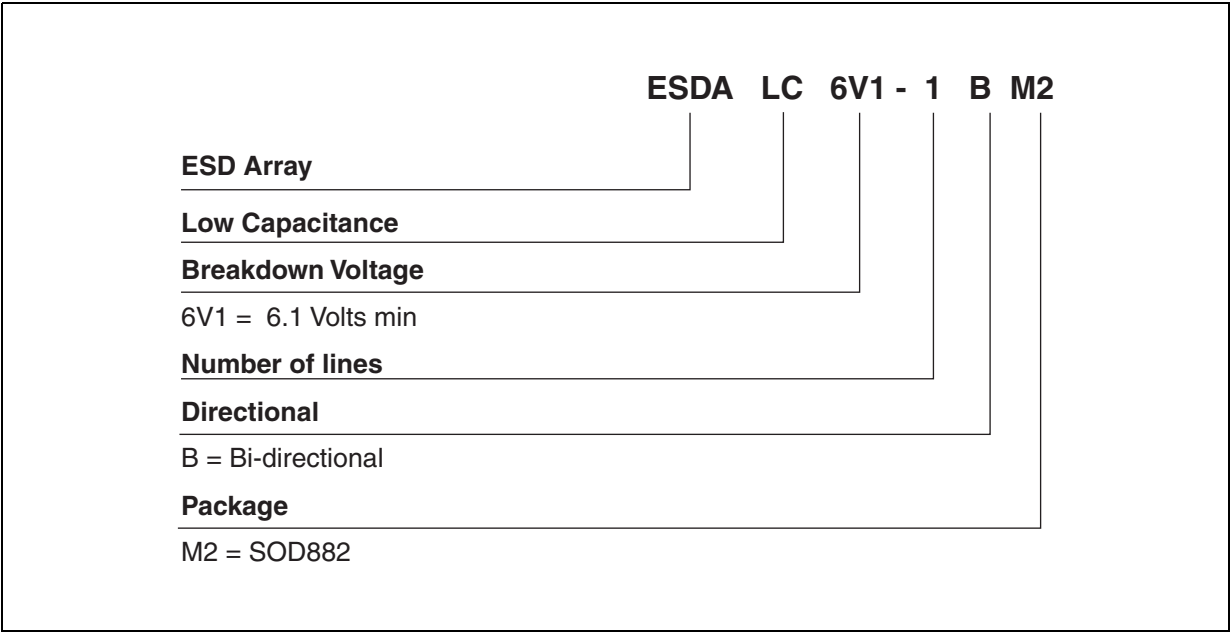 ESDA LC 6V1 - 1 B M2
ESD Array
Low Capacitance
Breakdown Voltage
6V1 = 6.1 Volts min
Number of lines
Directional
B = Bi-directional
Package
M2 = SOD882